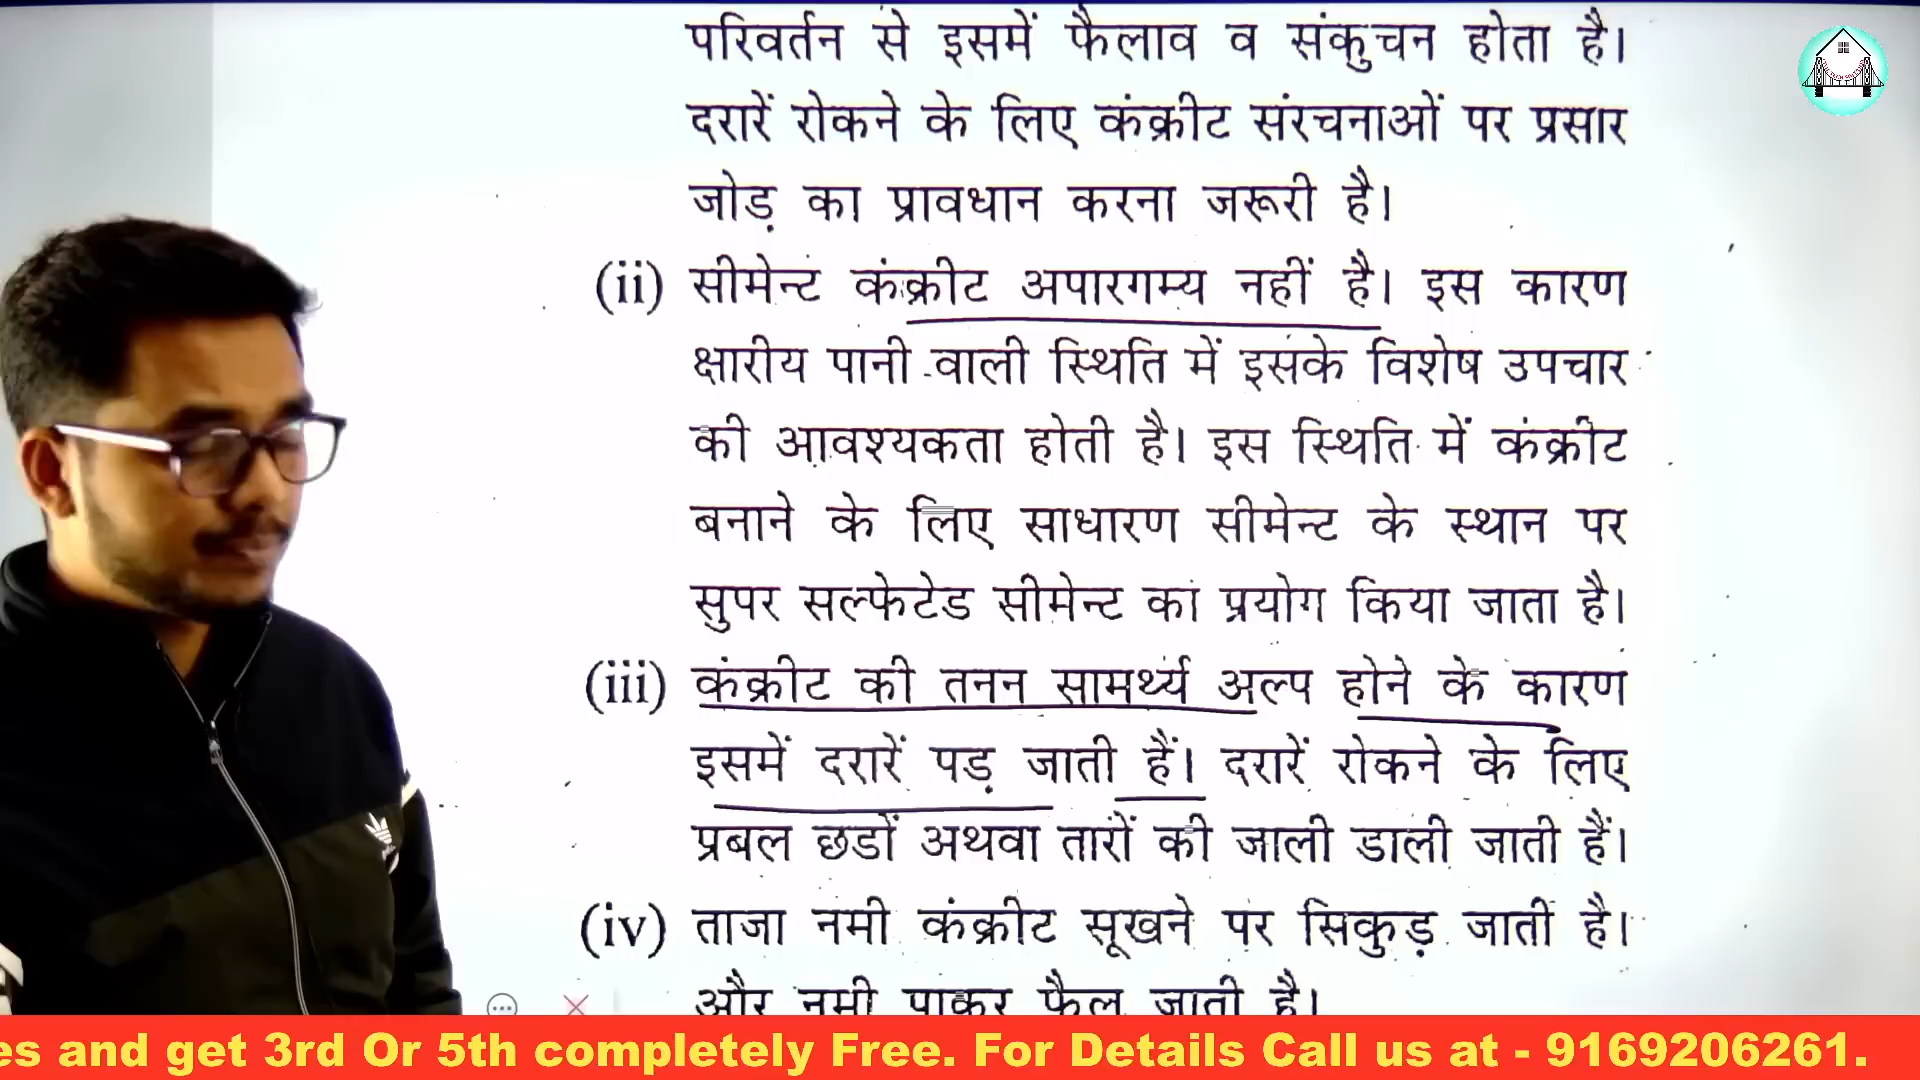 परिवर्तन से इसमें फैलाव व संकुचन होता है।
दरारें रोकने के लिए कंक्रीट संरचनाओं पर प्रसार
जोड़ का प्रावधान करना जरूरी है।
(ii) सीमेन्ट कंक्रीट अपारगम्य नहीं है। इस कारण
क्षारीय पानी वाली स्थिति में इसके विशेष उपचार
की आवश्यकता होती है। इस स्थिति में कंक्रीट
बनाने के लिए साधारण सीमेन्ट के स्थान पर
सुपर सल्फेटेड सीमेन्ट का प्रयोग किया जाता है।
(iii) कंक्रीट की तनन सामर्थ्य अल्प होने के कारण
इसमें दरारें पड़ जाती हैं। दरारें रोकने के लिए
प्रबल छडों अथवा तारों की जाली डाली जाती हैं।
(iv) ताजा नमी कंक्रीट सूखने पर सिकुड़ जाती है।
और नमी पाकर फैल जाती है।
es and get 3rd Or 5th completely Free. For Details Call us at - 9169206261.